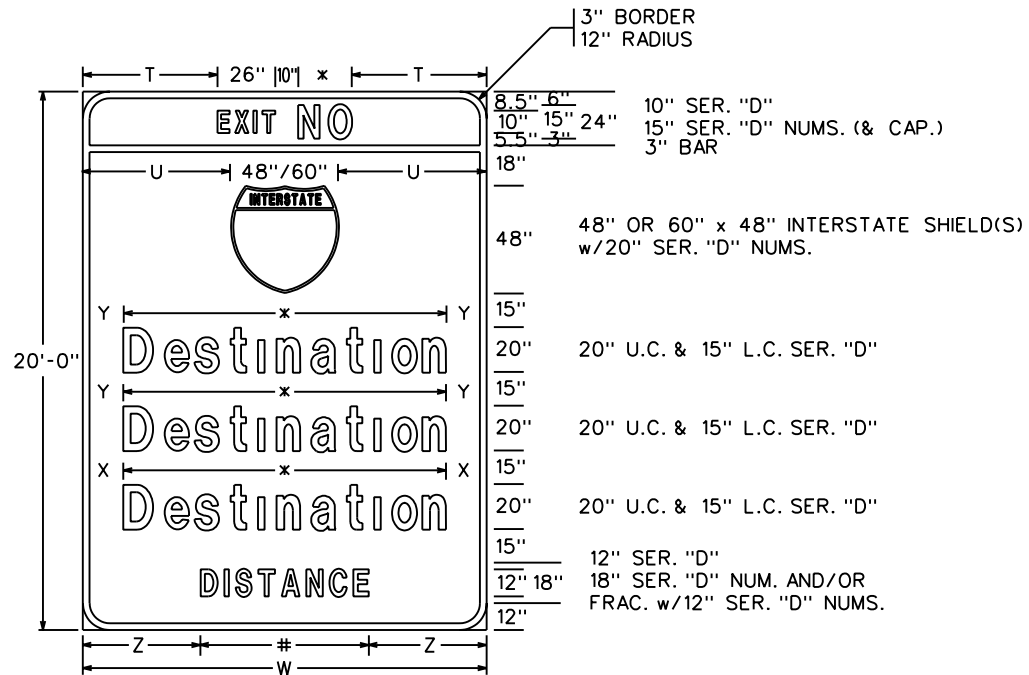 3" BORDER
12" RADIUS
T 26" 10" * T
EXIT NO
8.5" 6"
10" 15" 24"
5.5" 3"
10" SER. "D"
15" SER. "D" NUMS. (& CAP.)
3" BAR
18"
U 48"/60" U
INTERSTATE
48"
48" OR 60" x 48" INTERSTATE SHIELD(S)
w/20" SER. "D" NUMS.
Y * Y
15"
20'-0"
Destination
20"
20" U.C. & 15" L.C. SER. "D"
Y * Y
15"
Destination
20"
20" U.C. & 15" L.C. SER. "D"
X * X
15"
Destination
20"
20" U.C. & 15" L.C. SER. "D"
15"
DISTANCE
12" 18"
12" SER. "D"
18" SER. "D" NUM. AND/OR
FRAC. w/12" SER. "D" NUMS.
12"
Z # Z
W